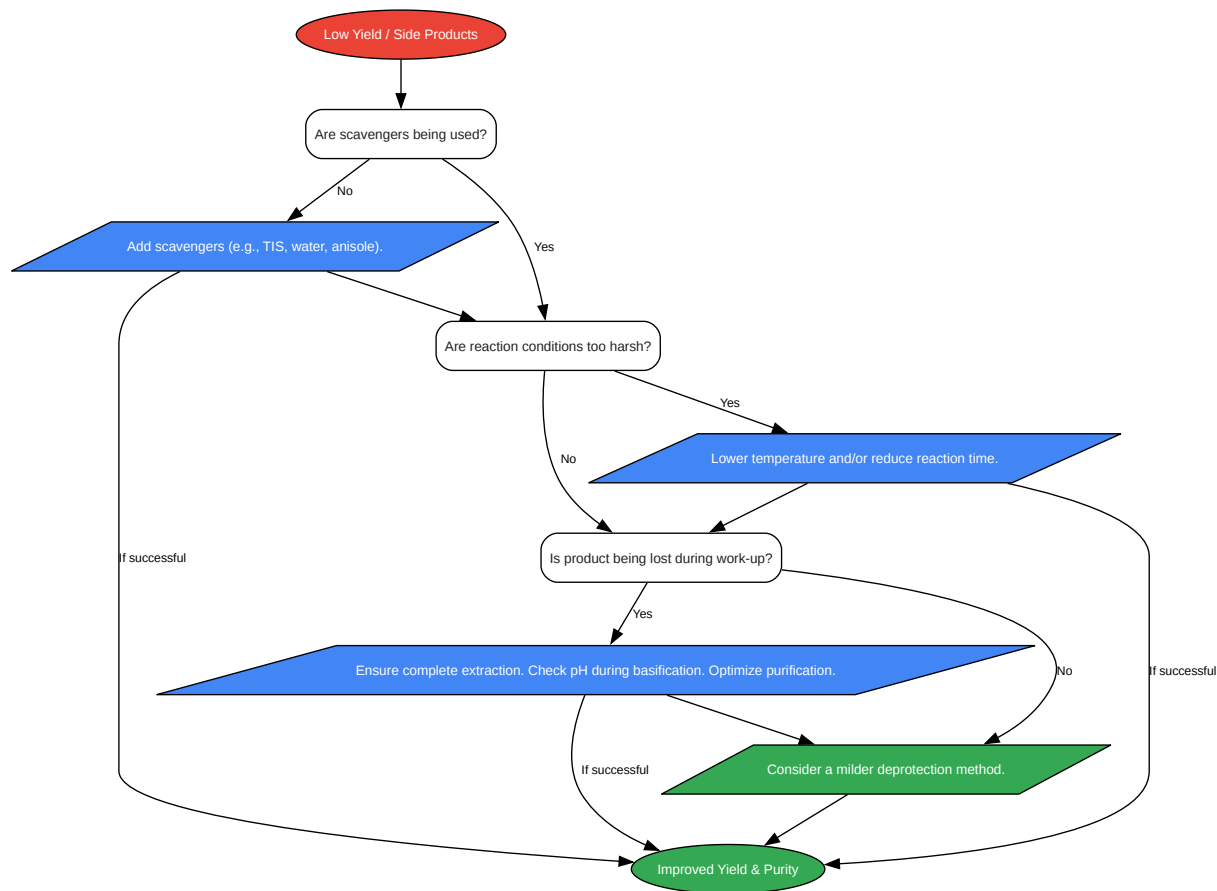 Low Yield / Side Products
Are scavengers being used?
No
Add scavengers (e.g., TIS, water, anisole).
Yes
Are reaction conditions too harsh?
Yes
No
Lower temperature and/or reduce reaction time.
If successful
Is product being lost during work-up?
Yes
Ensure complete extraction. Check pH during basification. Optimize purification.
No
If successful
If successful
Consider a milder deprotection method.
Improved Yield & Purity